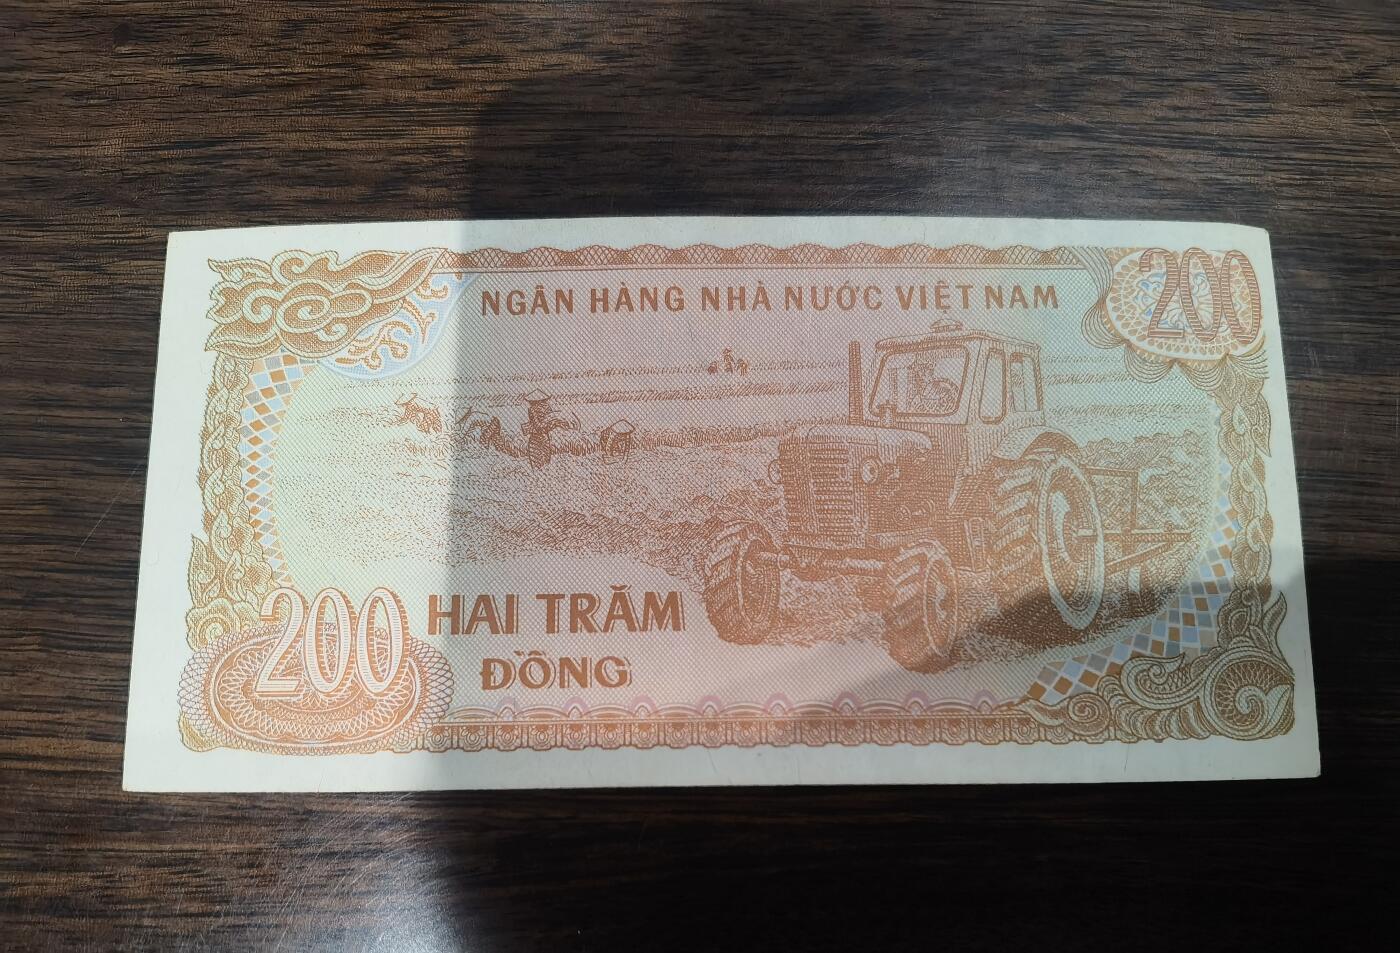 NGÂN HÀNG NHÀ NƯỚC VIỆT NAM
200
200
HAI TRĂM
ĐỒNG